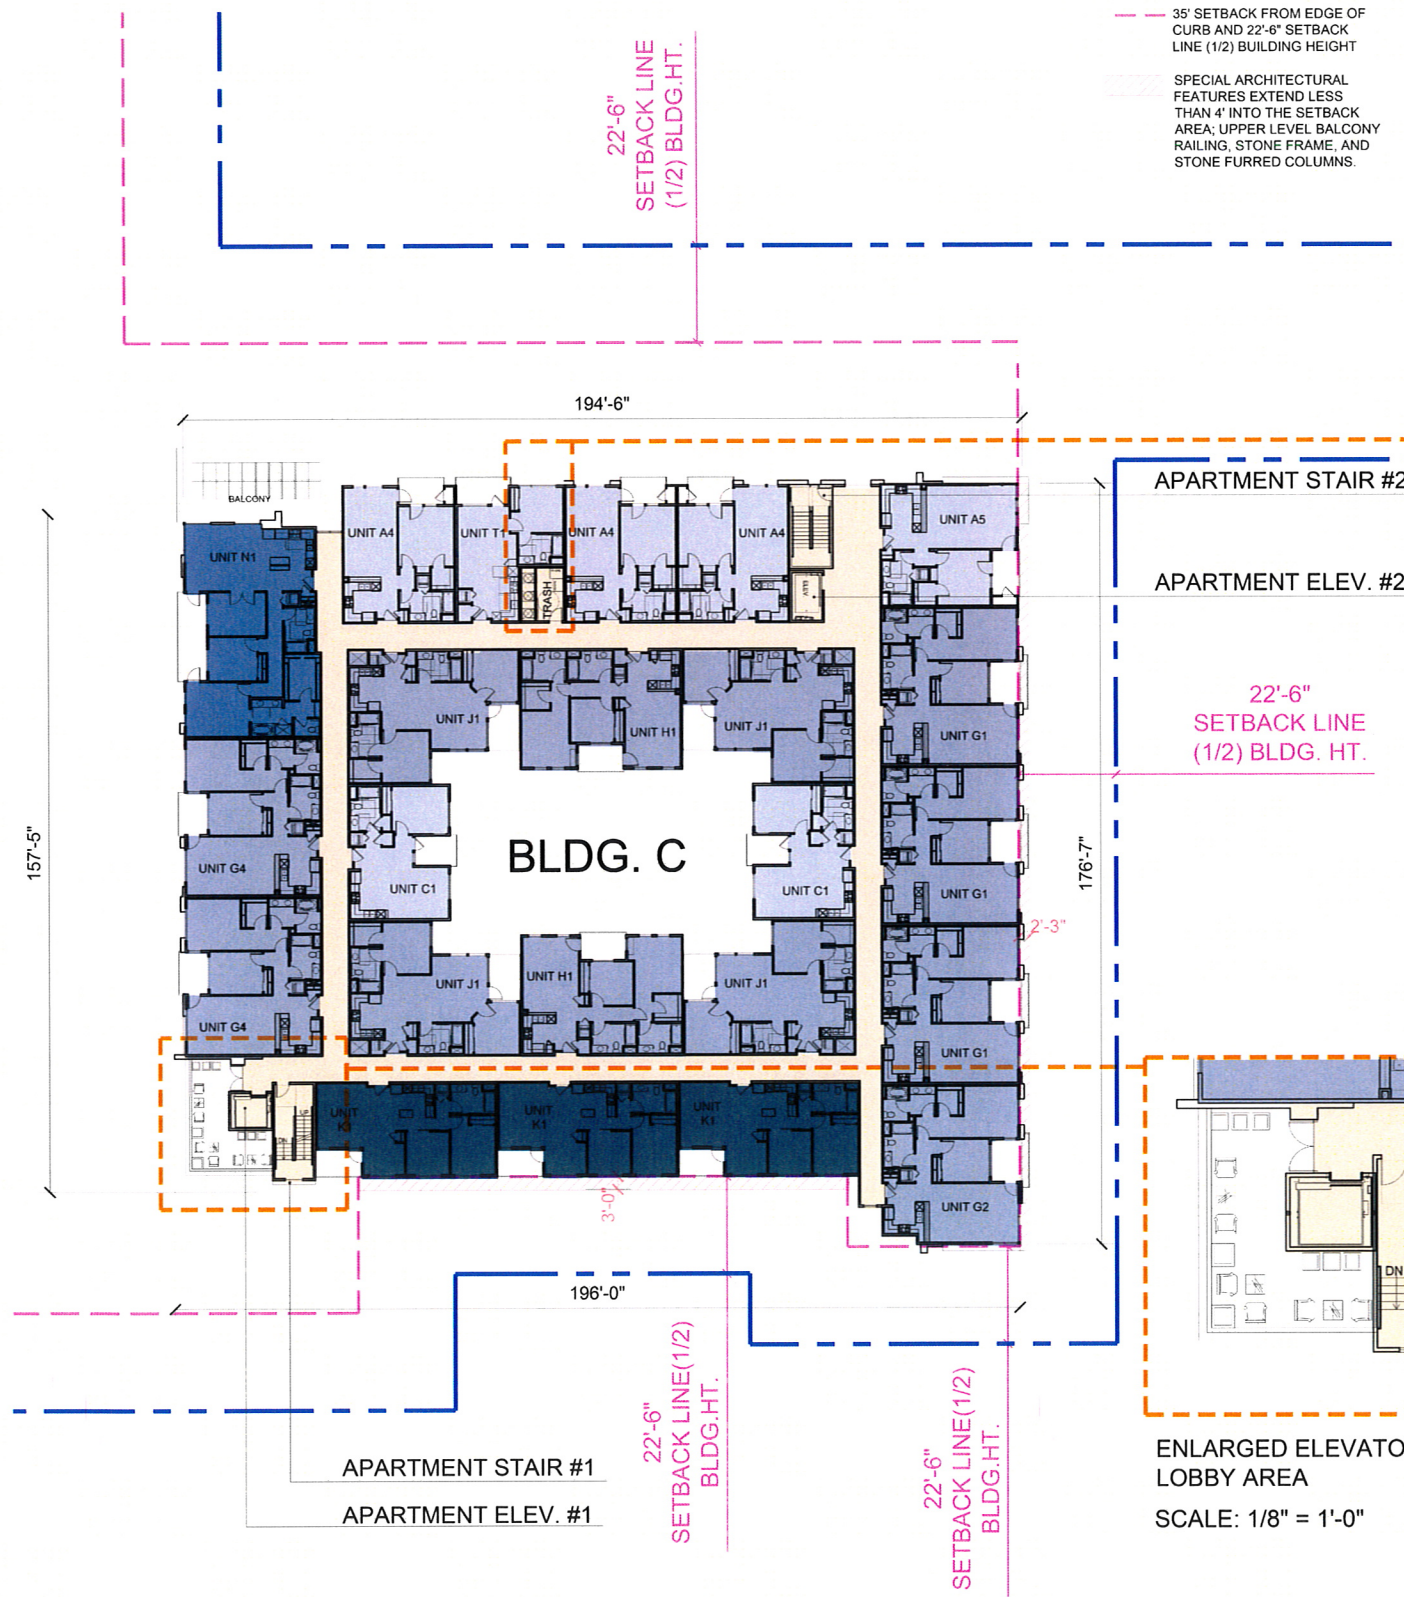 35' SETBACK FROM EDGE OF
CURB AND 22'-6" SETBACK
LINE (1/2) BUILDING HEIGHT
SPECIAL ARCHITECTURAL
FEATURES EXTEND LESS
THAN 4' INTO THE SETBACK
AREA; UPPER LEVEL BALCONY
RAILING, STONE FRAME, AND
STONE FURRED COLUMNS.
22'-6"
SETBACK LINE
(1/2) BLDG.HT.
194'-6"
APARTMENT STAIR #2
BALCONY
UNIT A4
UNIT T1
UNIT A4
UNIT A4
UNIT A5
UNIT N1
TRASH
ELEV
APARTMENT ELEV. #2
22'-6"
SETBACK LINE
(1/2) BLDG. HT.
UNIT J1
UNIT H1
UNIT J1
UNIT G1
157'-5"
BLDG. C
176'-7"
UNIT G4
UNIT C1
UNIT C1
UNIT G1
2'-3"
UNIT J1
UNIT H1
UNIT J1
UNIT G4
UNIT G1
UNIT
K1
UNIT
K1
UNIT
K1
UNIT G2
3'-0"
DN
196'-0"
22'-6"
SETBACK LINE(1/2)
BLDG.HT.
22'-6"
SETBACK LINE(1/2)
BLDG.HT.
APARTMENT STAIR #1
APARTMENT ELEV. #1
ENLARGED ELEVATO
LOBBY AREA
SCALE: 1/8" = 1'-0"